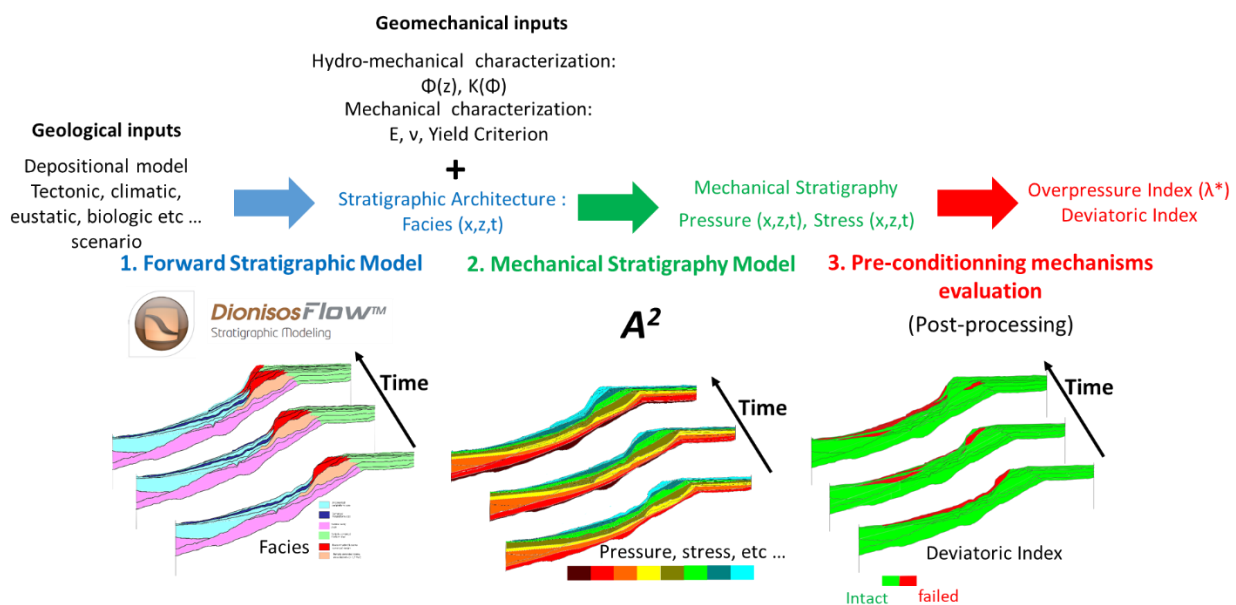 Geomechanical inputs
Hydro-mechanical characterization:
Φ(z), K(Φ)
Mechanical characterization:
E, ν, Yield Criterion
Geological inputs
Depositional model
Tectonic, climatic,
eustatic, biologic etc ...
scenario
+
Stratigraphic Architecture :
Facies (x,z,t)
Mechanical Stratigraphy
Pressure (x,z,t), Stress (x,z,t)
Overpressure Index (λ*)
Deviatoric Index
1. Forward Stratigraphic Model
2. Mechanical Stratigraphy Model
3. Pre-conditionning mechanisms
evaluation
(Post-processing)
DionisosFlow™
Stratigraphic Modeling
A²
Time
Time
Time
Facies
Pressure, stress, etc ...
Deviatoric Index
Intact
failed